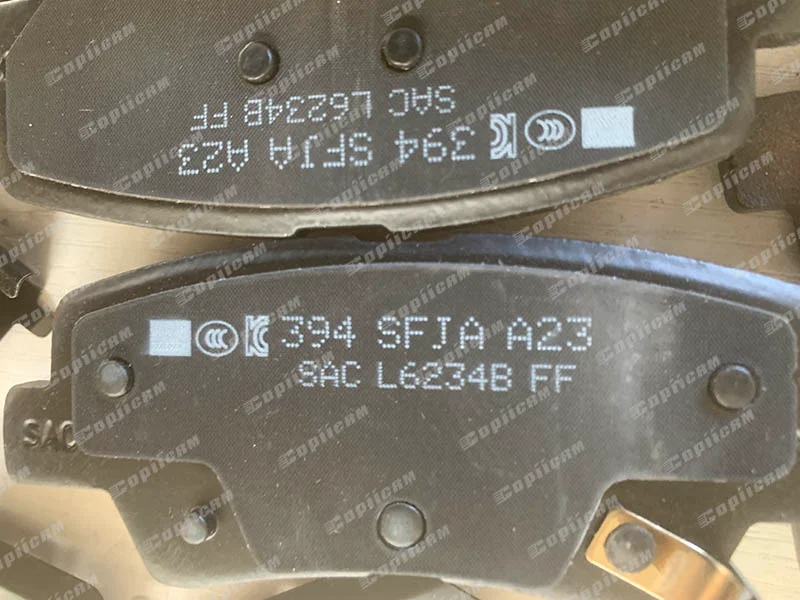 394 SFJA A23
SAC L6234B FF
394 SFJA A23
SAC L6234B FF
SAC
Copiicam